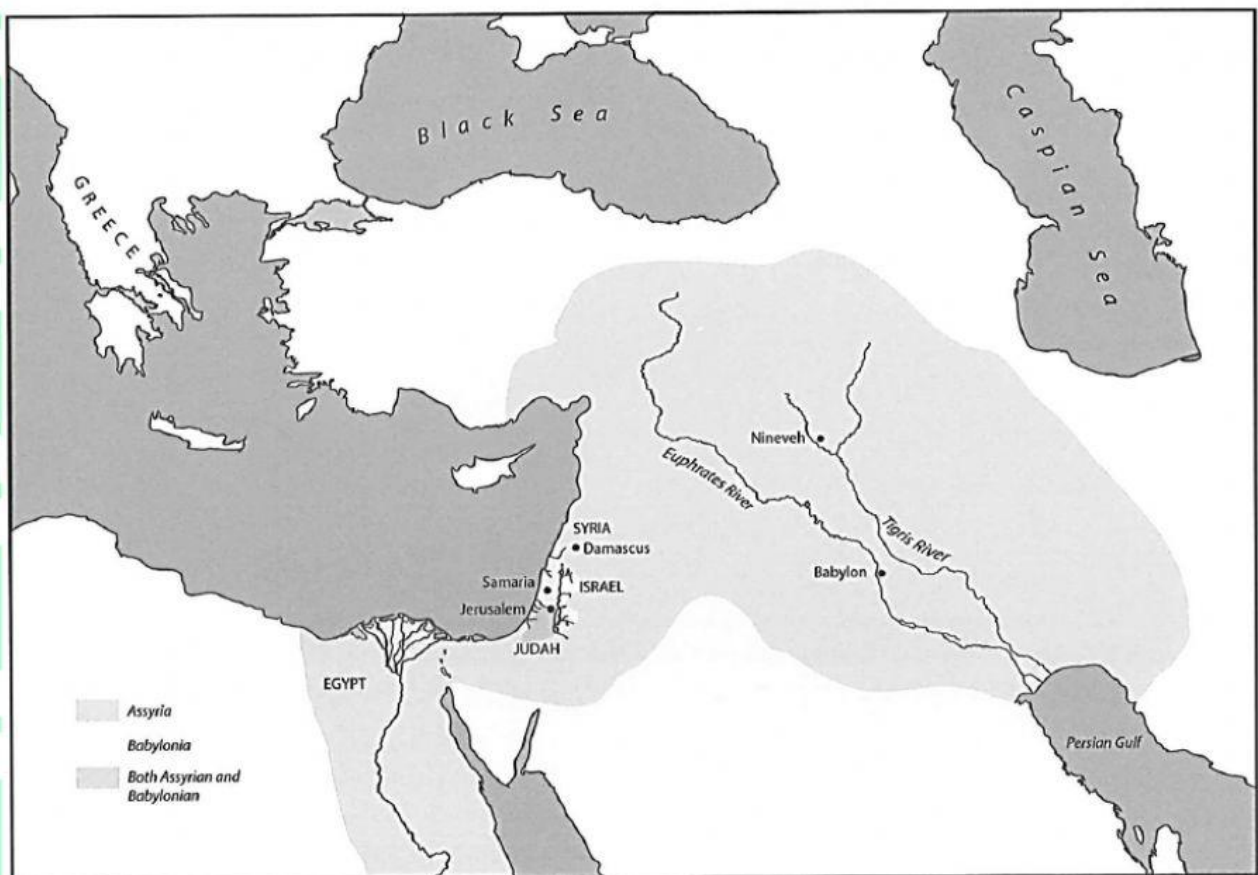 Black Sea
Caspian Sea
GREECE
Nineveh
Euphrates River
Tigris River
SYRIA
Damascus
Babylon
Samaria
ISRAEL
Jerusalem
JUDAH
EGYPT
Assyria
Babylonia
Both Assyrian and
Babylonian
Persian Gulf